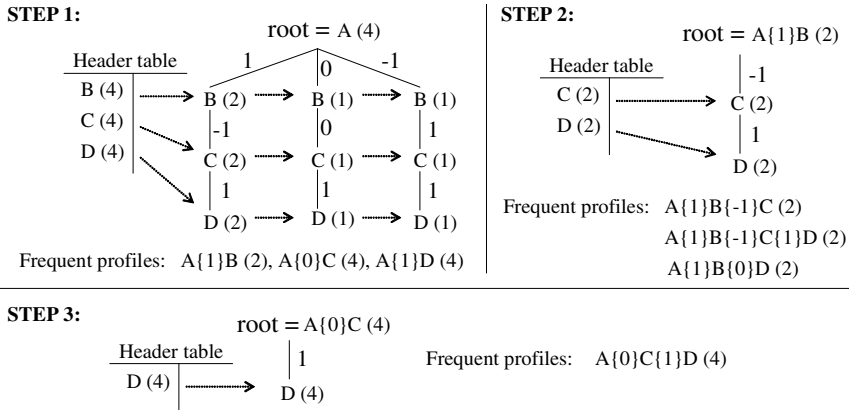 STEP 1:
root = A (4)
1 0 -1
Header table
B (4)
C (4)
D (4)
B (2) B (1) B (1)
-1 0 1
C (2) C (1) C (1)
1 1 1
D (2) D (1) D (1)
Frequent profiles: A{1}B (2), A{0}C (4), A{1}D (4)
STEP 2:
root = A{1}B (2)
Header table
C (2)
D (2)
-1
C (2)
1
D (2)
Frequent profiles: A{1}B{-1}C (2)
A{1}B{-1}C{1}D (2)
A{1}B{0}D (2)
STEP 3:
root = A{0}C (4)
Header table
D (4)
1
D (4)
Frequent profiles: A{0}C{1}D (4)